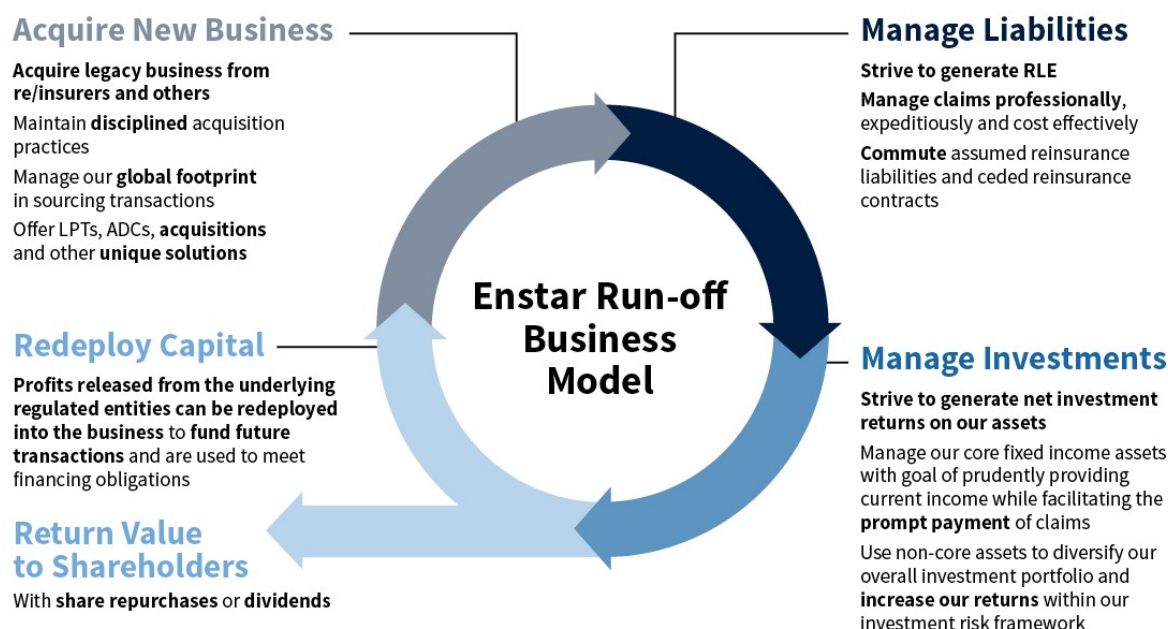 Acquire New Business
Acquire legacy business from
re/insurers and others
Maintain disciplined acquisition
practices
Manage our global footprint
in sourcing transactions
Offer LPTs, ADCs, acquisitions
and other unique solutions
Manage Liabilities
Strive to generate RLE
Manage claims professionally,
expeditiously and cost effectively
Commute assumed reinsurance
liabilities and ceded reinsurance
contracts
Enstar Run-off
Business
Model
Redeploy Capital
Profits released from the underlying
regulated entities can be redeployed
into the business to fund future
transactions and are used to meet
financing obligations
Return Value
to Shareholders
With share repurchases or dividends
Manage Investments
Strive to generate net investment
returns on our assets
Manage our core fixed income assets
with goal of prudently providing
current income while facilitating the
prompt payment of claims
Use non-core assets to diversify our
overall investment portfolio and
increase our returns within our
investment risk framework